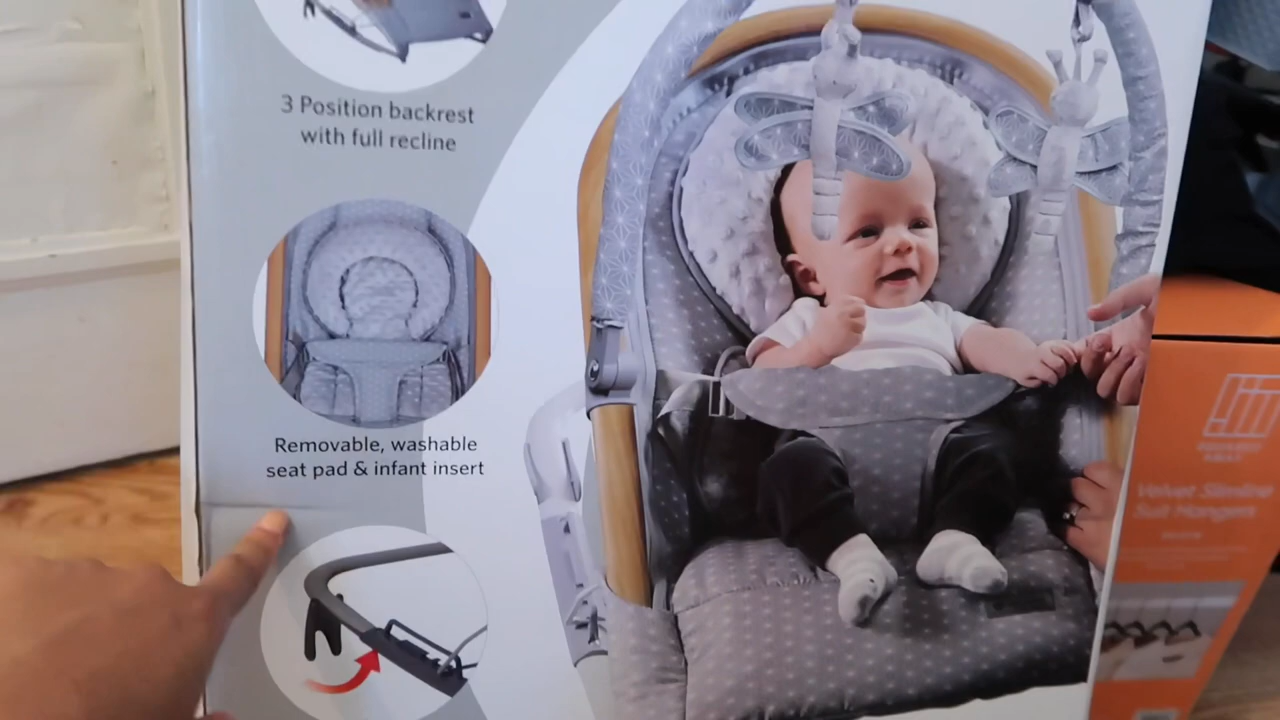 3 Position backrest
with full recline
Removable, washable
seat pad & infant insert
Velvet Slimline
Suit Hangers